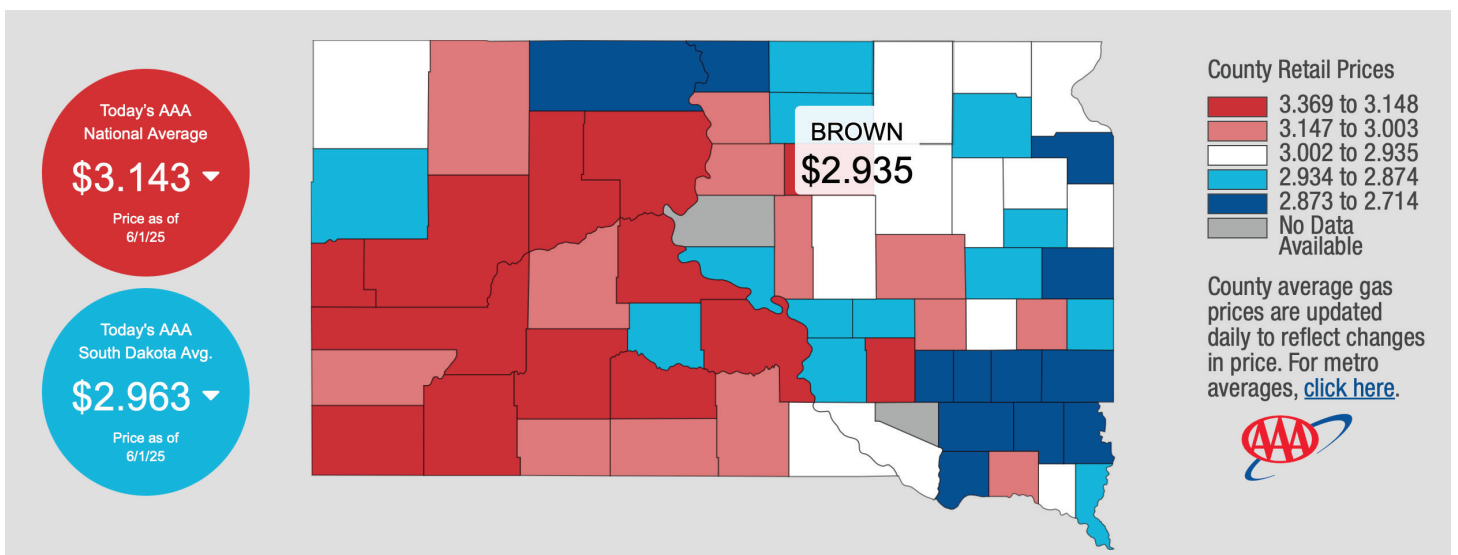 Today's AAA
National Average
$3.143
Price as of
6/1/25
Today's AAA
South Dakota Avg.
$2.963
Price as of
6/1/25
BROWN
$2.935
County Retail Prices
3.369 to 3.148
3.147 to 3.003
3.002 to 2.935
2.934 to 2.874
2.873 to 2.714
No Data
Available
County average gas
prices are updated
daily to reflect changes
in price. For metro
averages, click here.
AAA